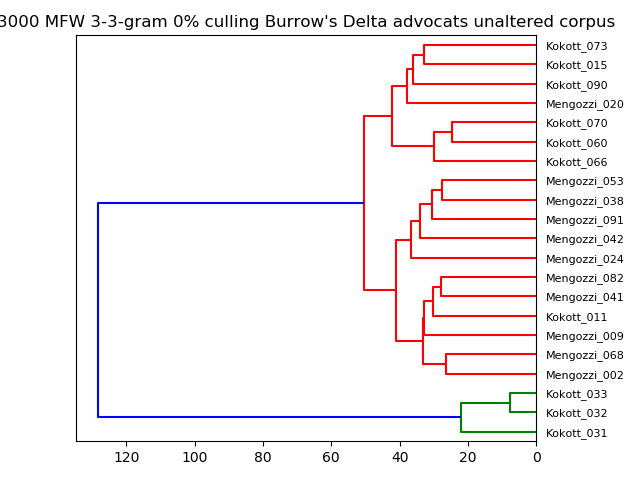 3000 MFW 3-3-gram 0% culling Burrow's Delta advocats unaltered corpus
Kokott_073
Kokott_015
Kokott_090
Mengozzi_020
Kokott_070
Kokott_060
Kokott_066
Mengozzi_053
Mengozzi_038
Mengozzi_091
Mengozzi_042
Mengozzi_024
Mengozzi_082
Mengozzi_041
Kokott_011
Mengozzi_009
Mengozzi_068
Mengozzi_002
Kokott_033
Kokott_032
Kokott_031
120 100 80 60 40 20 0